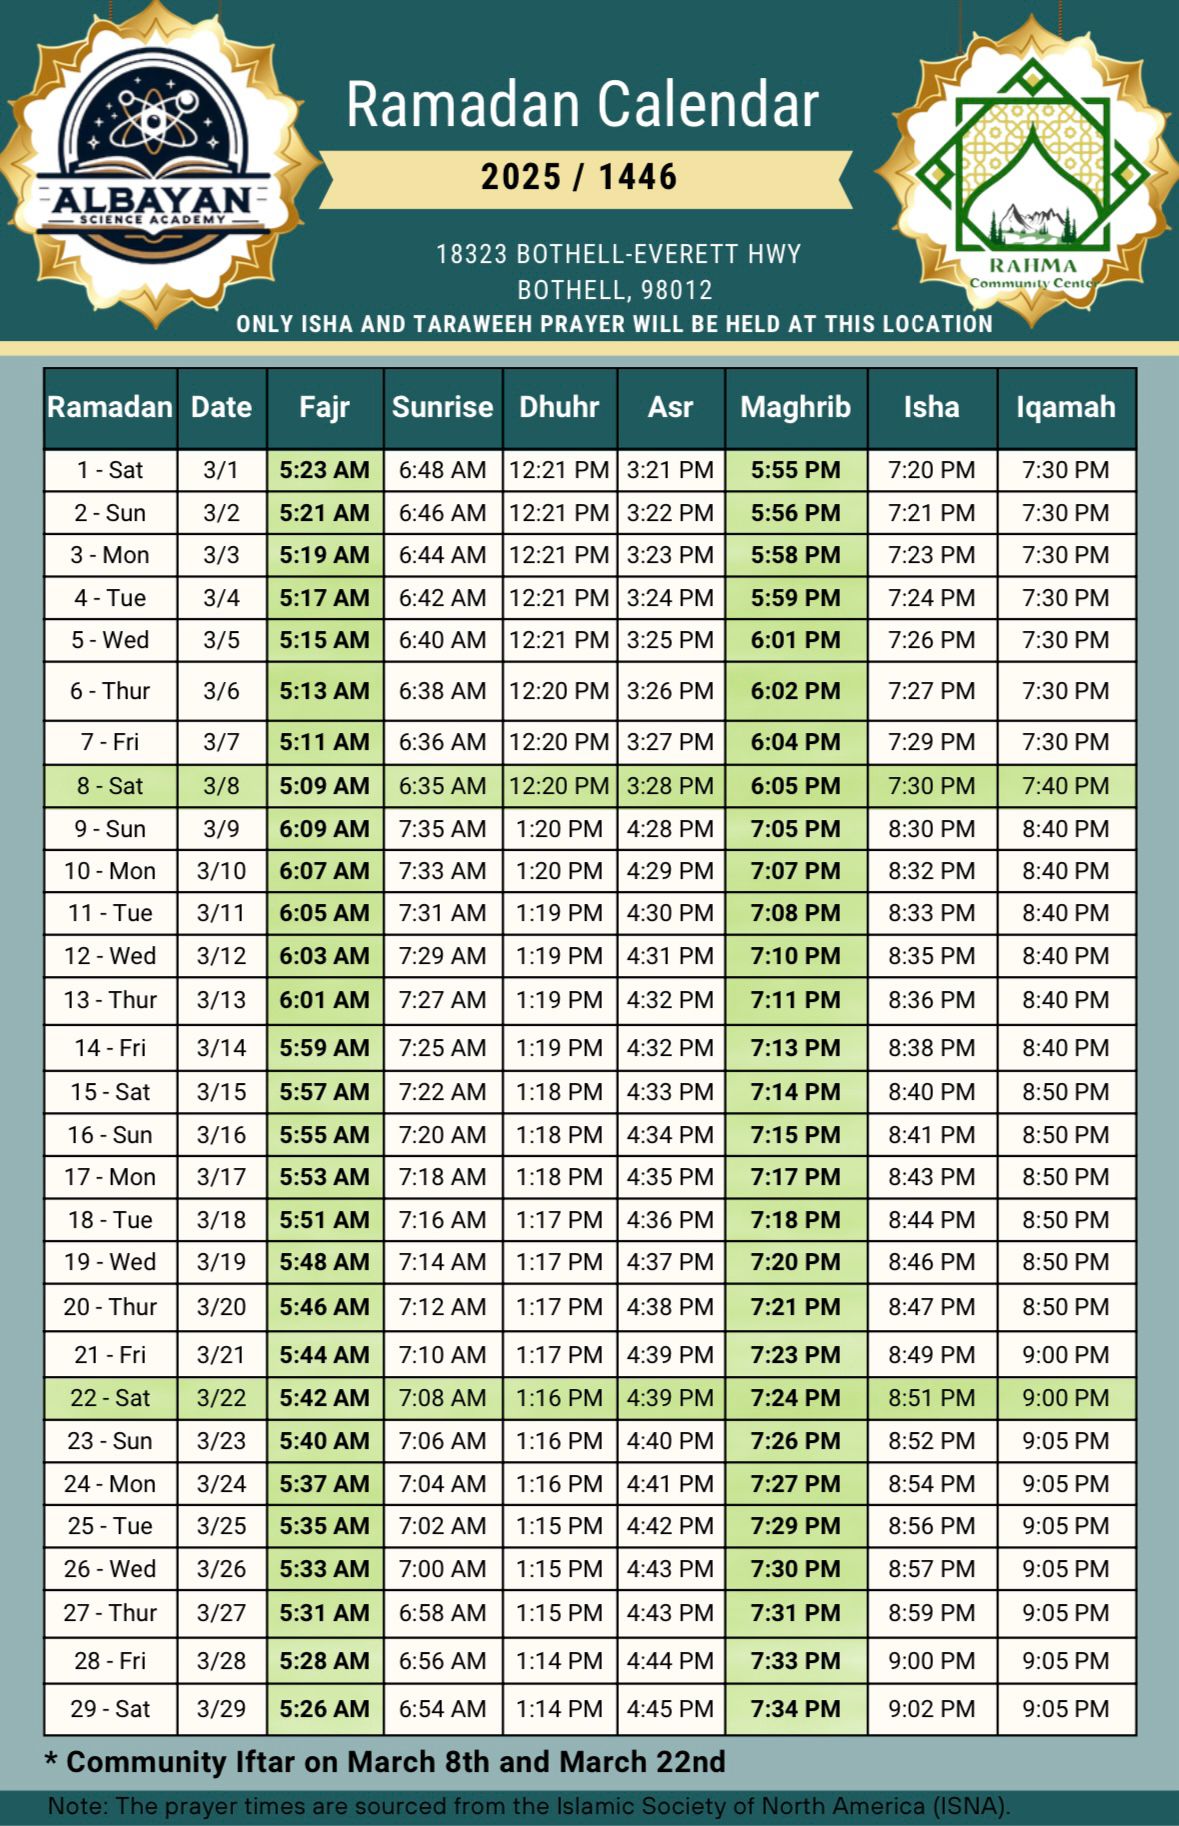 ALBAYAN
SCIENCE ACADEMY
Ramadan Calendar
2025 / 1446
RAHMA
Community Center
18323 BOTHELL-EVERETT HWY
BOTHELL, 98012
ONLY ISHA AND TARAWEEH PRAYER WILL BE HELD AT THIS LOCATION
Ramadan Date Fajr Sunrise Dhuhr Asr Maghrib Isha Iqamah
1 - Sat 3/1 5:23 AM 6:48 AM 12:21 PM 3:21 PM 5:55 PM 7:20 PM 7:30 PM
2 - Sun 3/2 5:21 AM 6:46 AM 12:21 PM 3:22 PM 5:56 PM 7:21 PM 7:30 PM
3 - Mon 3/3 5:19 AM 6:44 AM 12:21 PM 3:23 PM 5:58 PM 7:23 PM 7:30 PM
4 - Tue 3/4 5:17 AM 6:42 AM 12:21 PM 3:24 PM 5:59 PM 7:24 PM 7:30 PM
5 - Wed 3/5 5:15 AM 6:40 AM 12:21 PM 3:25 PM 6:01 PM 7:26 PM 7:30 PM
6 - Thur 3/6 5:13 AM 6:38 AM 12:20 PM 3:26 PM 6:02 PM 7:27 PM 7:30 PM
7 - Fri 3/7 5:11 AM 6:36 AM 12:20 PM 3:27 PM 6:04 PM 7:29 PM 7:30 PM
8 - Sat 3/8 5:09 AM 6:35 AM 12:20 PM 3:28 PM 6:05 PM 7:30 PM 7:40 PM
9 - Sun 3/9 6:09 AM 7:35 AM 1:20 PM 4:28 PM 7:05 PM 8:30 PM 8:40 PM
10 - Mon 3/10 6:07 AM 7:33 AM 1:20 PM 4:29 PM 7:07 PM 8:32 PM 8:40 PM
11 - Tue 3/11 6:05 AM 7:31 AM 1:19 PM 4:30 PM 7:08 PM 8:33 PM 8:40 PM
12 - Wed 3/12 6:03 AM 7:29 AM 1:19 PM 4:31 PM 7:10 PM 8:35 PM 8:40 PM
13 - Thur 3/13 6:01 AM 7:27 AM 1:19 PM 4:32 PM 7:11 PM 8:36 PM 8:40 PM
14 - Fri 3/14 5:59 AM 7:25 AM 1:19 PM 4:32 PM 7:13 PM 8:38 PM 8:40 PM
15 - Sat 3/15 5:57 AM 7:22 AM 1:18 PM 4:33 PM 7:14 PM 8:40 PM 8:50 PM
16 - Sun 3/16 5:55 AM 7:20 AM 1:18 PM 4:34 PM 7:15 PM 8:41 PM 8:50 PM
17 - Mon 3/17 5:53 AM 7:18 AM 1:18 PM 4:35 PM 7:17 PM 8:43 PM 8:50 PM
18 - Tue 3/18 5:51 AM 7:16 AM 1:17 PM 4:36 PM 7:18 PM 8:44 PM 8:50 PM
19 - Wed 3/19 5:48 AM 7:14 AM 1:17 PM 4:37 PM 7:20 PM 8:46 PM 8:50 PM
20 - Thur 3/20 5:46 AM 7:12 AM 1:17 PM 4:38 PM 7:21 PM 8:47 PM 8:50 PM
21 - Fri 3/21 5:44 AM 7:10 AM 1:17 PM 4:39 PM 7:23 PM 8:49 PM 9:00 PM
22 - Sat 3/22 5:42 AM 7:08 AM 1:16 PM 4:39 PM 7:24 PM 8:51 PM 9:00 PM
23 - Sun 3/23 5:40 AM 7:06 AM 1:16 PM 4:40 PM 7:26 PM 8:52 PM 9:05 PM
24 - Mon 3/24 5:37 AM 7:04 AM 1:16 PM 4:41 PM 7:27 PM 8:54 PM 9:05 PM
25 - Tue 3/25 5:35 AM 7:02 AM 1:15 PM 4:42 PM 7:29 PM 8:56 PM 9:05 PM
26 - Wed 3/26 5:33 AM 7:00 AM 1:15 PM 4:43 PM 7:30 PM 8:57 PM 9:05 PM
27 - Thur 3/27 5:31 AM 6:58 AM 1:15 PM 4:43 PM 7:31 PM 8:59 PM 9:05 PM
28 - Fri 3/28 5:28 AM 6:56 AM 1:14 PM 4:44 PM 7:33 PM 9:00 PM 9:05 PM
29 - Sat 3/29 5:26 AM 6:54 AM 1:14 PM 4:45 PM 7:34 PM 9:02 PM 9:05 PM
* Community Iftar on March 8th and March 22nd
Note: The prayer times are sourced from the Islamic Society of North America (ISNA).